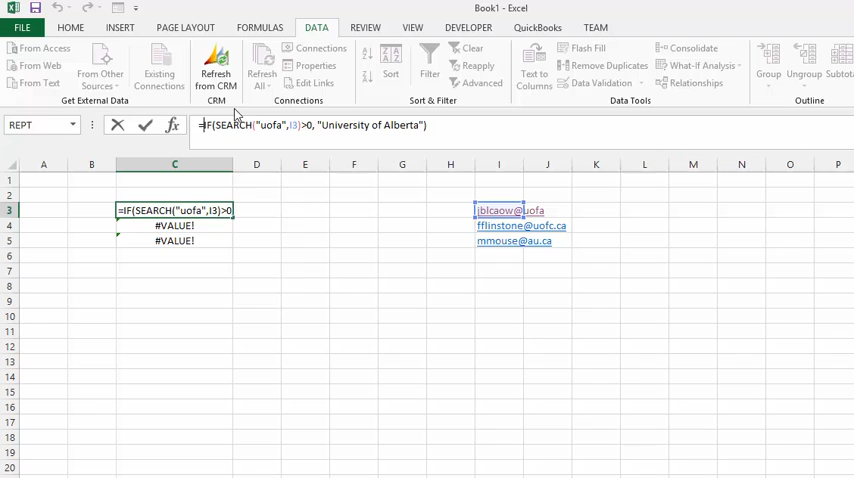 Book1 - Excel
FILE HOME INSERT PAGE LAYOUT FORMULAS DATA REVIEW VIEW DEVELOPER QuickBooks TEAM
From Access
From Web
From Text
From Other
Sources
Existing
Connections
Get External Data
Refresh
from CRM
CRM
Refresh
All
Connections
Properties
Edit Links
Connections
Sort
Filter
Clear
Reapply
Advanced
Sort & Filter
Text to
Columns
Flash Fill
Remove Duplicates
Data Validation
Consolidate
What-If Analysis
Relationships
Data Tools
Group
Ungroup
Subtota
REPT fx =IF(SEARCH("uofa",I3)>0, "University of Alberta")
A B C D E F G H I J K L M N O P
1
2
3 =IF(SEARCH("uofa",I3)>0 jblcaow@uofa
4 #VALUE! fflinstone@uofc.ca
5 #VALUE! mmouse@au.ca
6
7
8
9
10
11
12
13
14
15
16
17
18
19
20